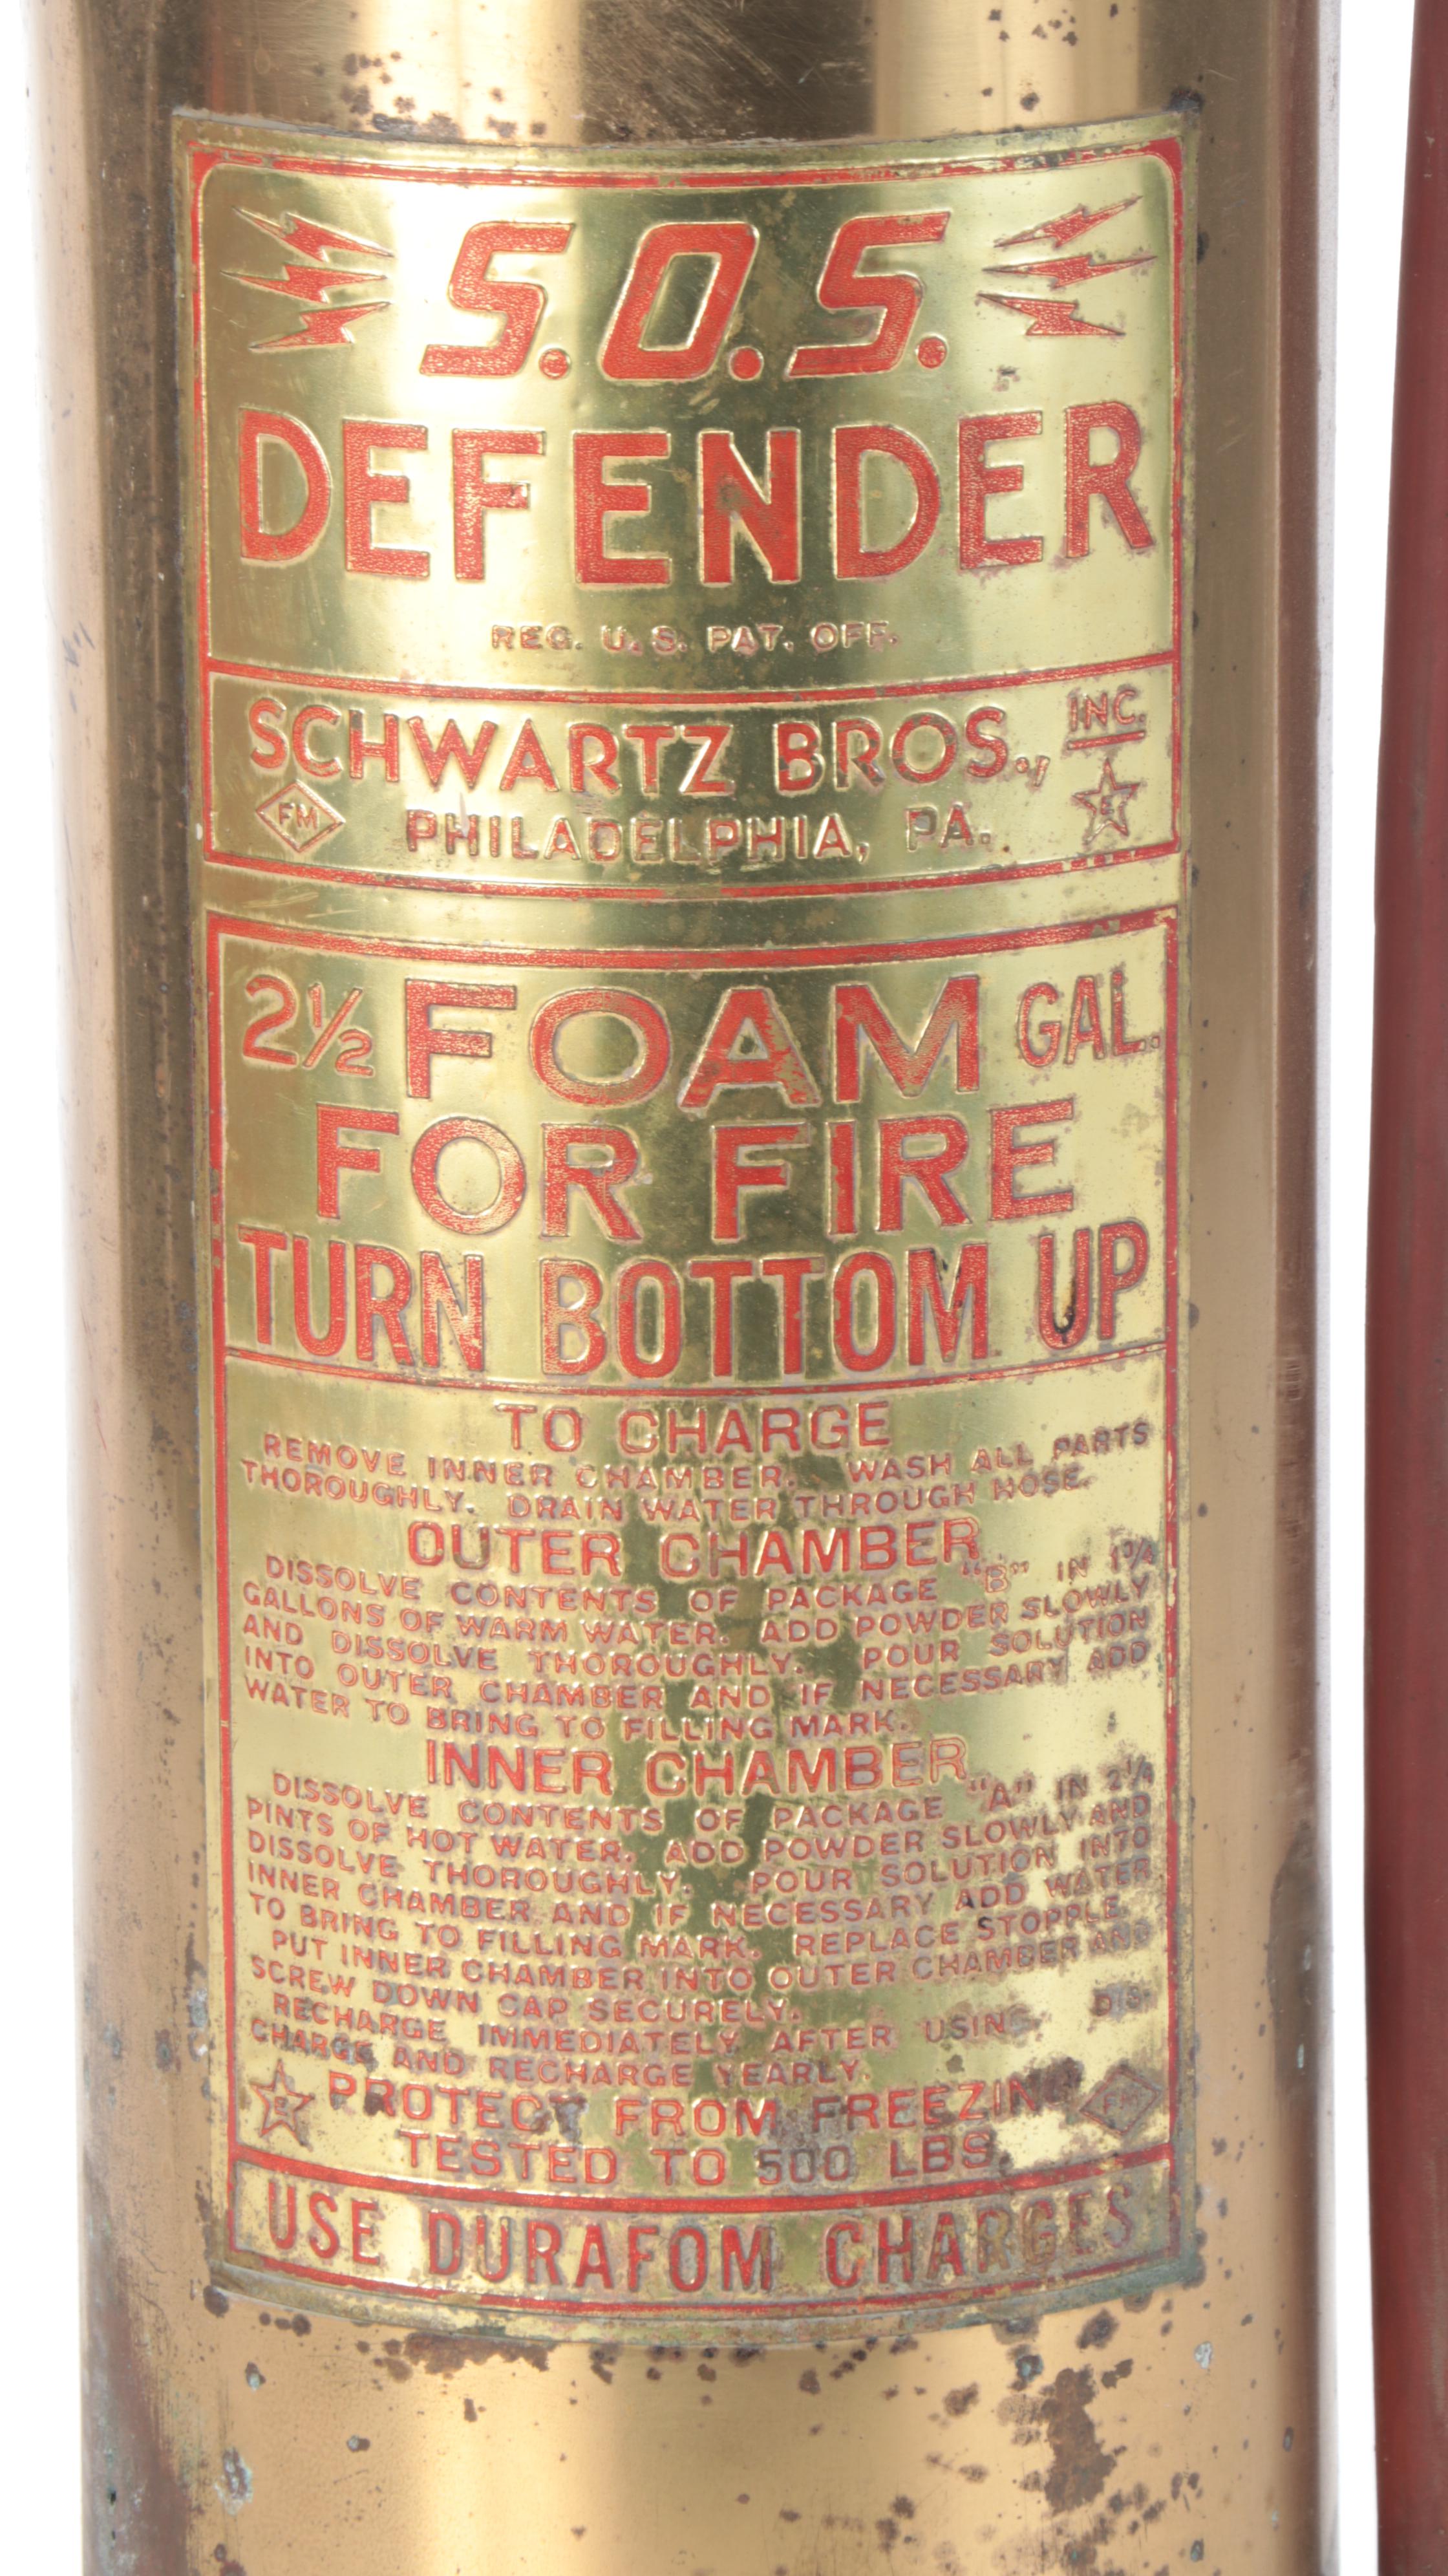 S.O.S.
DEFENDER
REG. U.S. PAT. OFF.
SCHWARTZ BROS., INC.
FM PHILADELPHIA, PA. E
2½ FOAM GAL.
FOR FIRE
TURN BOTTOM UP
TO CHARGE
REMOVE INNER CHAMBER. WASH ALL PARTS
THOROUGHLY. DRAIN WATER THROUGH HOSE.
OUTER CHAMBER
DISSOLVE CONTENTS OF PACKAGE "B" IN 1¾
GALLONS OF WARM WATER. ADD POWDER SLOWLY
AND DISSOLVE THOROUGHLY. POUR SOLUTION
INTO OUTER CHAMBER AND IF NECESSARY ADD
WATER TO BRING TO FILLING MARK.
INNER CHAMBER
DISSOLVE CONTENTS OF PACKAGE "A" IN 2¼
PINTS OF HOT WATER. ADD POWDER SLOWLY AND
DISSOLVE THOROUGHLY. POUR SOLUTION INTO
INNER CHAMBER AND IF NECESSARY ADD WATER
TO BRING TO FILLING MARK. REPLACE STOPPLE.
PUT INNER CHAMBER INTO OUTER CHAMBER AND
SCREW DOWN CAP SECURELY.
RECHARGE IMMEDIATELY AFTER USING. DIS-
CHARGE AND RECHARGE YEARLY.
E PROTECT FROM FREEZING FM
TESTED TO 500 LBS.
USE DURAFOM CHARGES